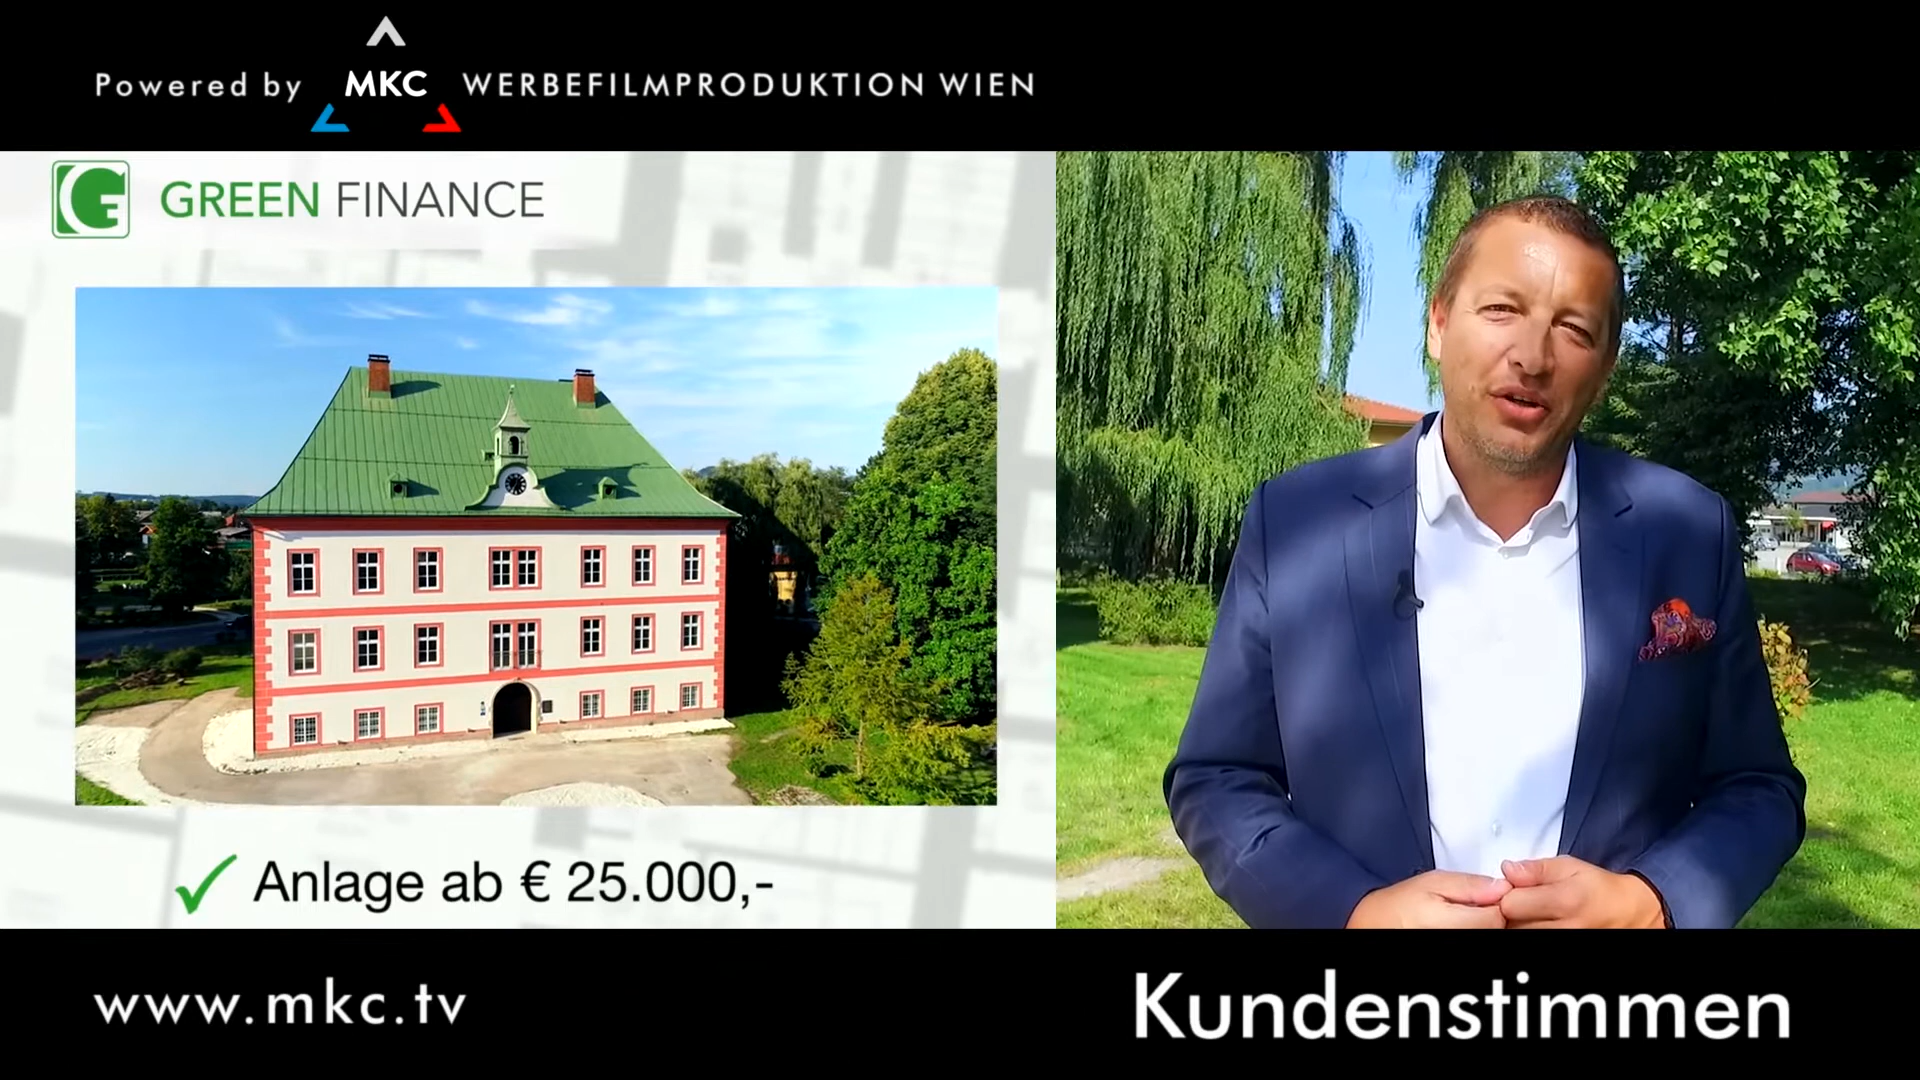 Powered by MKC WERBEFILMPRODUKTION WIEN
GREEN FINANCE
Anlage ab € 25.000,-
www.mkc.tv
Kundenstimmen